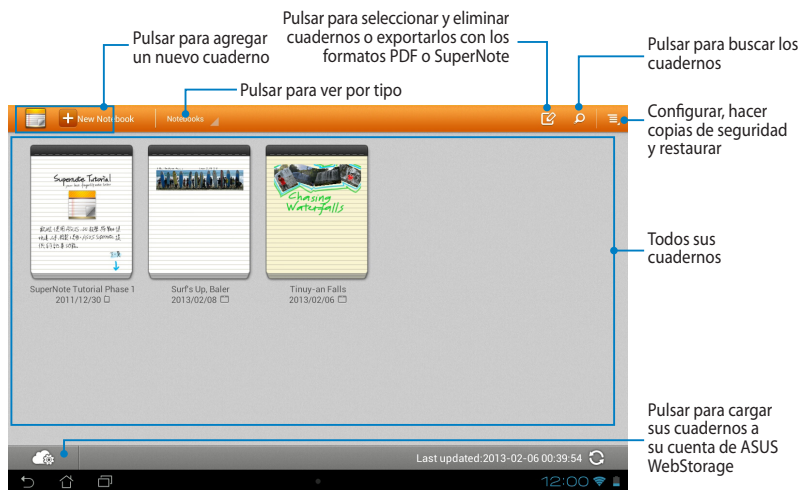 Pulsar para seleccionar y eliminar
cuadernos o exportarlos con los
formatos PDF o SuperNote
Pulsar para agregar
un nuevo cuaderno
Pulsar para buscar los
cuadernos
Pulsar para ver por tipo
Configurar, hacer
copias de seguridad
y restaurar
New Notebook
Notebooks
Supernote Tutorial
Chasing
Waterfalls
Todos sus
cuadernos
SuperNote Tutorial Phase 1
2011/12/30
Surf's Up, Baler
2013/02/08
Tinuy-an Falls
2013/02/06
Pulsar para cargar
sus cuadernos a
su cuenta de ASUS
WebStorage
Last updated:2013-02-06 00:39:54
12:00